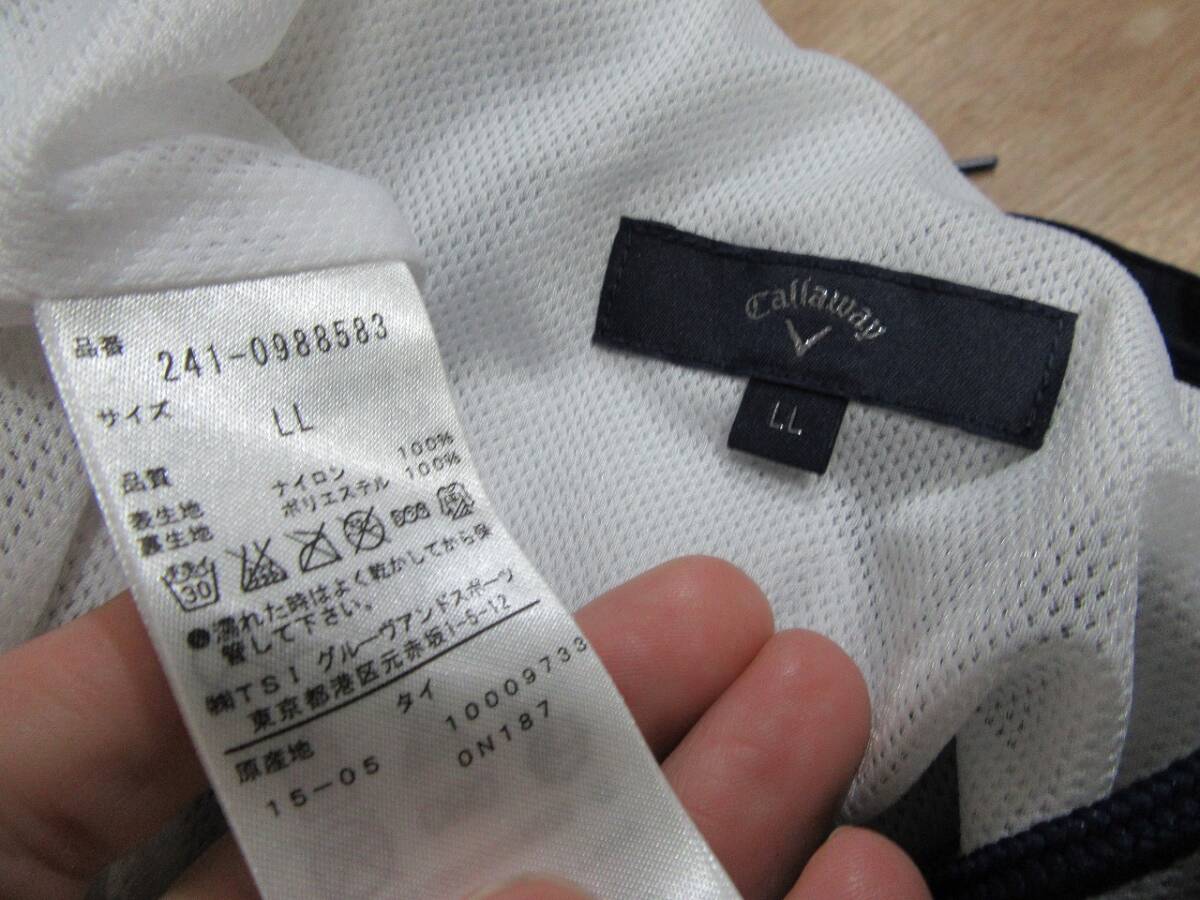 品番 241-0988583
サイズ LL
品質
表生地 ナイロン 100%
裏生地 ポリエステル 100%
30
●濡れた時はよく乾かしてから保
管して下さい。
㈱TSI グルーヴアンドスポーツ
東京都港区元赤坂1-5-12
原産地 タイ
15-05 10009733
0N187
Callaway
LL